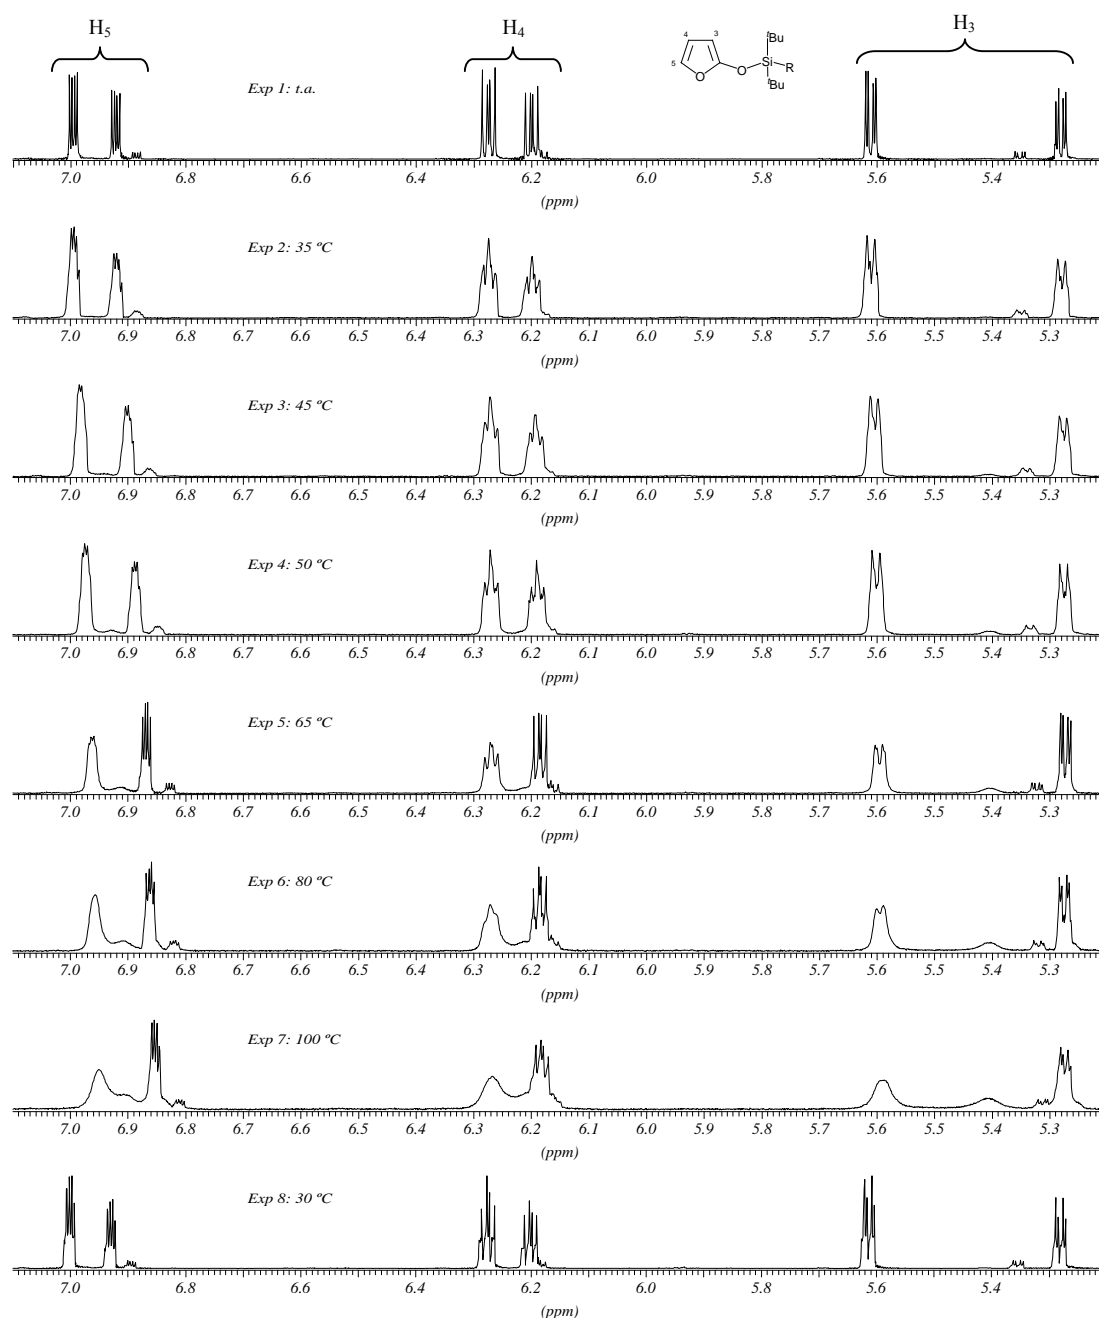 H5 H4 H3
Exp 1: t.a.
4 3 5 O O Si tBu R tBu
7.0 6.8 6.6 6.4 6.2 6.0 5.8 5.6 5.4
(ppm)
Exp 2: 35 ºC
7.0 6.9 6.8 6.7 6.6 6.5 6.4 6.3 6.2 6.1 6.0 5.9 5.8 5.7 5.6 5.5 5.4 5.3
(ppm)
Exp 3: 45 ºC
7.0 6.9 6.8 6.7 6.6 6.5 6.4 6.3 6.2 6.1 6.0 5.9 5.8 5.7 5.6 5.5 5.4 5.3
(ppm)
Exp 4: 50 ºC
7.0 6.9 6.8 6.7 6.6 6.5 6.4 6.3 6.2 6.1 6.0 5.9 5.8 5.7 5.6 5.5 5.4 5.3
(ppm)
Exp 5: 65 ºC
7.0 6.9 6.8 6.7 6.6 6.5 6.4 6.3 6.2 6.1 6.0 5.9 5.8 5.7 5.6 5.5 5.4 5.3
(ppm)
Exp 6: 80 ºC
7.0 6.9 6.8 6.7 6.6 6.5 6.4 6.3 6.2 6.1 6.0 5.9 5.8 5.7 5.6 5.5 5.4 5.3
(ppm)
Exp 7: 100 ºC
7.0 6.9 6.8 6.7 6.6 6.5 6.4 6.3 6.2 6.1 6.0 5.9 5.8 5.7 5.6 5.5 5.4 5.3
(ppm)
Exp 8: 30 ºC
7.0 6.8 6.6 6.4 6.2 6.0 5.8 5.6 5.4
(ppm)